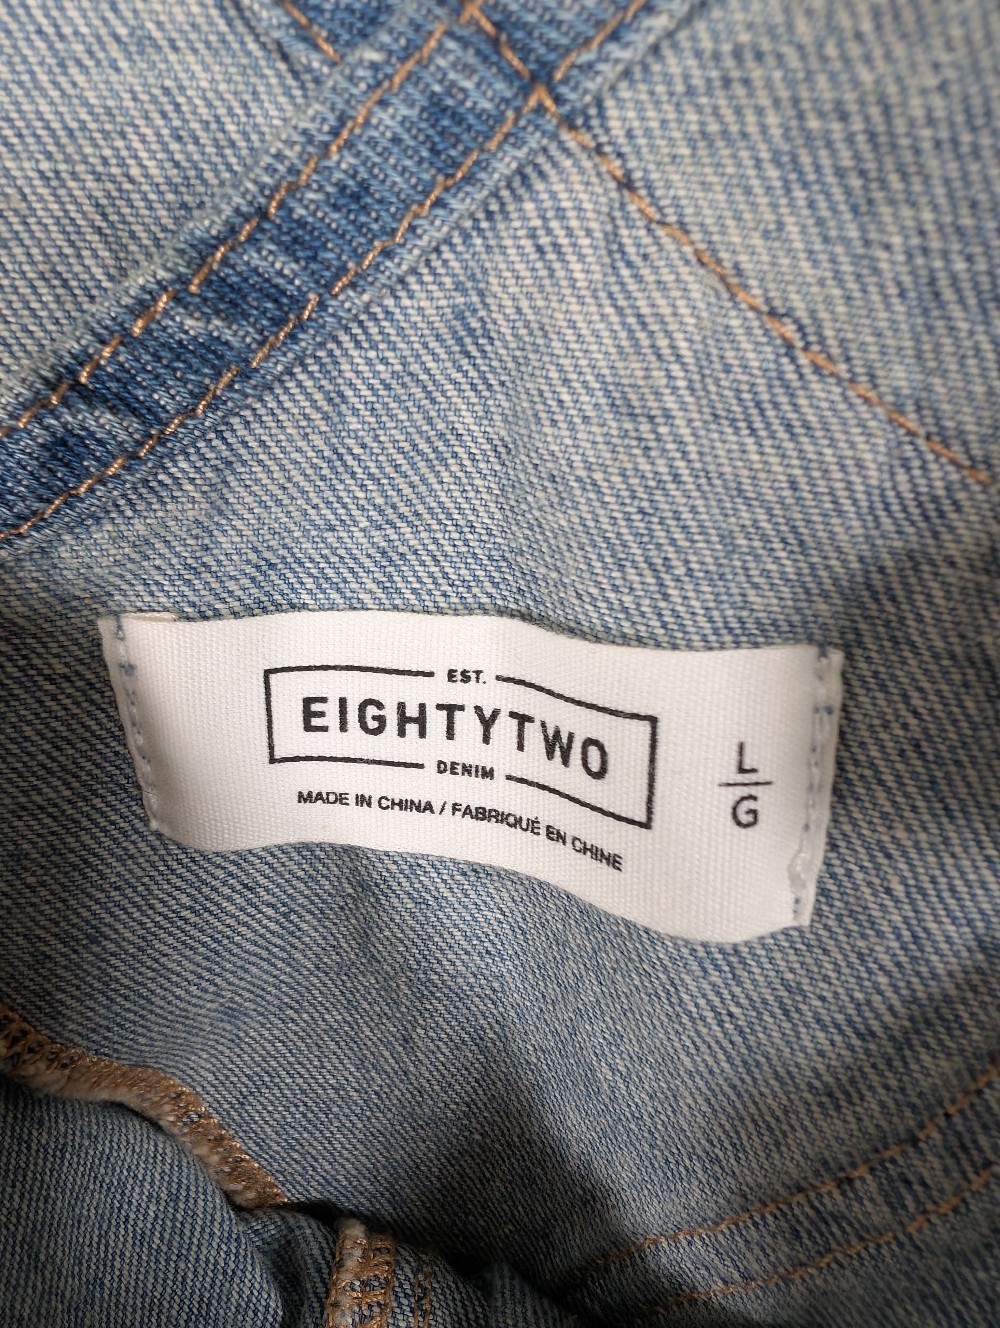 EST.
EIGHTYTWO
DENIM
MADE IN CHINA / FABRIQUÉ EN CHINE
L
G